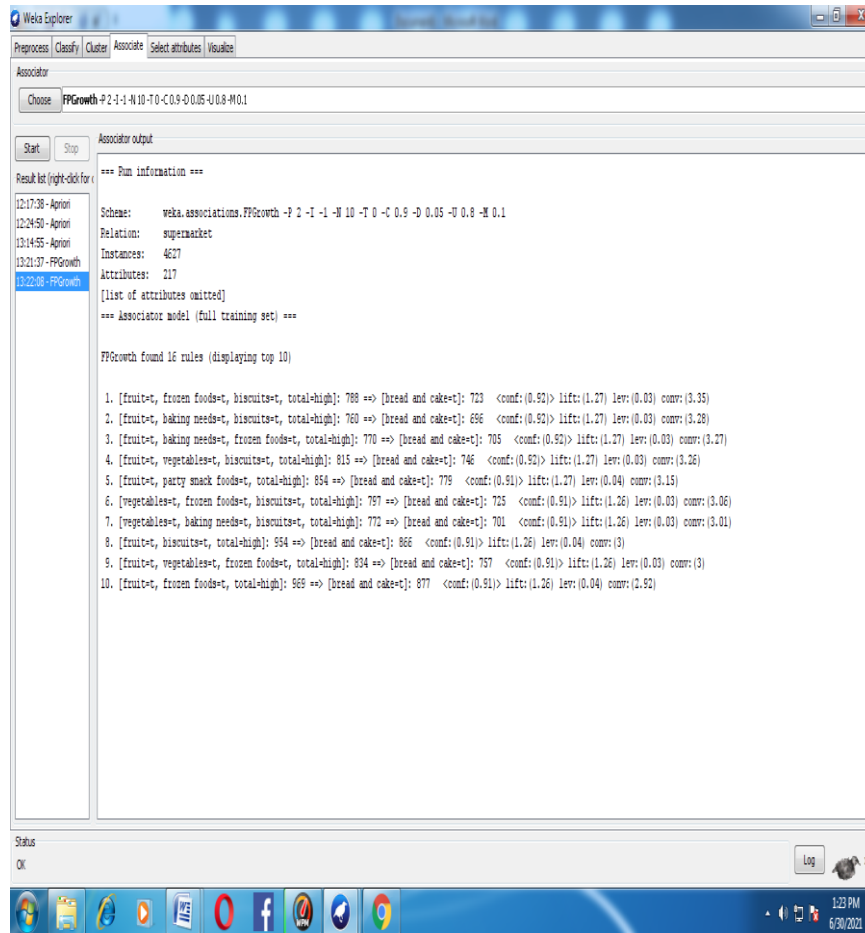 Weka Explorer
Preprocess Classify Cluster Associate Select attributes Visualize
Associator
Choose FPGrowth -P 2 -I -1 -N 10 -T 0 -C 0.9 -D 0.05 -U 0.8 -M 0.1
Start Stop
Result list (right-click for
12:17:38 - Apriori
12:24:50 - Apriori
13:14:55 - Apriori
13:21:37 - FPGrowth
13:22:08 - FPGrowth
Associator output
=== Run information ===
Scheme: weka.associations.FPGrowth -P 2 -I -1 -N 10 -T 0 -C 0.9 -D 0.05 -U 0.8 -M 0.1
Relation: supermarket
Instances: 4627
Attributes: 217
[list of attributes omitted]
=== Associator model (full training set) ===
FPGrowth found 16 rules (displaying top 10)
1. [fruit=t, frozen foods=t, biscuits=t, total=high]: 788 ==> [bread and cake=t]: 723 <conf:(0.92)> lift:(1.27) lev:(0.03) conv:(3.35)
2. [fruit=t, baking needs=t, biscuits=t, total=high]: 760 ==> [bread and cake=t]: 696 <conf:(0.92)> lift:(1.27) lev:(0.03) conv:(3.28)
3. [fruit=t, baking needs=t, frozen foods=t, total=high]: 770 ==> [bread and cake=t]: 705 <conf:(0.92)> lift:(1.27) lev:(0.03) conv:(3.27)
4. [fruit=t, vegetables=t, biscuits=t, total=high]: 815 ==> [bread and cake=t]: 746 <conf:(0.92)> lift:(1.27) lev:(0.03) conv:(3.26)
5. [fruit=t, party snack foods=t, total=high]: 854 ==> [bread and cake=t]: 779 <conf:(0.91)> lift:(1.27) lev:(0.04) conv:(3.15)
6. [vegetables=t, frozen foods=t, biscuits=t, total=high]: 797 ==> [bread and cake=t]: 725 <conf:(0.91)> lift:(1.26) lev:(0.03) conv:(3.06)
7. [vegetables=t, baking needs=t, biscuits=t, total=high]: 772 ==> [bread and cake=t]: 701 <conf:(0.91)> lift:(1.26) lev:(0.03) conv:(3.01)
8. [fruit=t, biscuits=t, total=high]: 954 ==> [bread and cake=t]: 866 <conf:(0.91)> lift:(1.26) lev:(0.04) conv:(3)
9. [fruit=t, vegetables=t, frozen foods=t, total=high]: 834 ==> [bread and cake=t]: 757 <conf:(0.91)> lift:(1.26) lev:(0.03) conv:(3)
10. [fruit=t, frozen foods=t, total=high]: 969 ==> [bread and cake=t]: 877 <conf:(0.91)> lift:(1.26) lev:(0.04) conv:(2.92)
Status
OK
Log
WPM
1:23 PM
6/30/2021